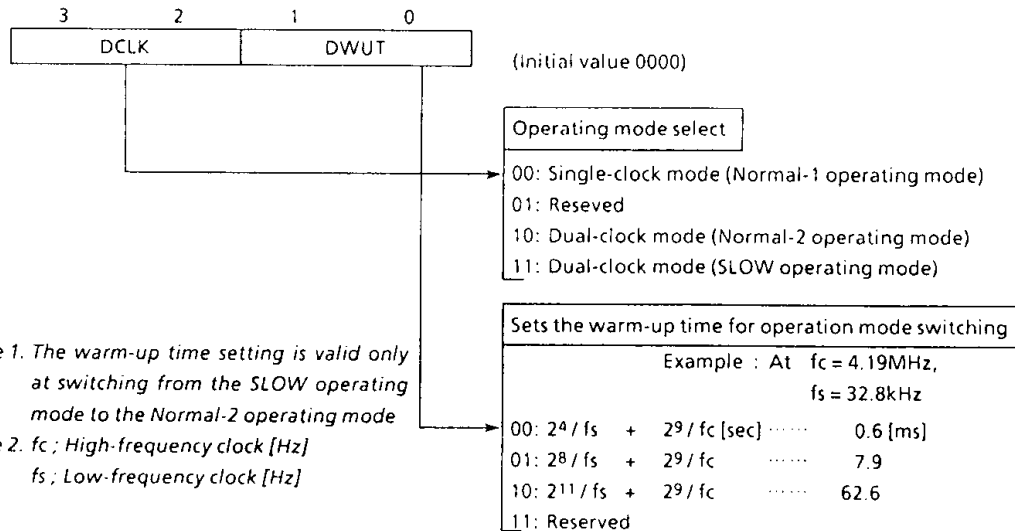 3 2 1 0
DCLK DWUT
(Initial value 0000)
Operating mode select
00: Single-clock mode (Normal-1 operating mode)
01: Reseved
10: Dual-clock mode (Normal-2 operating mode)
11: Dual-clock mode (SLOW operating mode)
Sets the warm-up time for operation mode switching
Example : At fc = 4.19MHz,
fs = 32.8kHz
00: 2⁴/fs + 2⁹/fc [sec] ······ 0.6 [ms]
01: 2⁸/fs + 2⁹/fc ······ 7.9
10: 2¹¹/fs + 2⁹/fc ······ 62.6
11: Reserved
e 1. The warm-up time setting is valid only
at switching from the SLOW operating
mode to the Normal-2 operating mode
e 2. fc ; High-frequency clock [Hz]
fs ; Low-frequency clock [Hz]